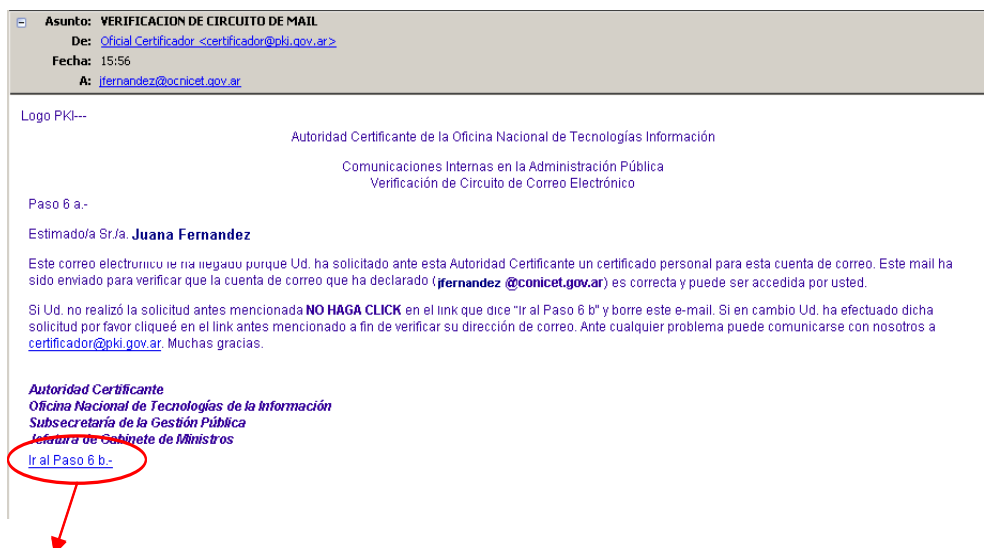 Asunto: VERIFICACION DE CIRCUITO DE MAIL
De: Oficial Certificador <certificador@pki.gov.ar>
Fecha: 15:56
A: jfernandez@ocnicet.gov.ar
Logo PKI---
Autoridad Certificante de la Oficina Nacional de Tecnologías Información
Comunicaciones Internas en la Administración Pública
Verificación de Circuito de Correo Electrónico
Paso 6 a.-
Estimado/a Sr./a. Juana Fernandez
Este correo electronico le ha llegado porque Ud. ha solicitado ante esta Autoridad Certificante un certificado personal para esta cuenta de correo. Este mail ha
sido enviado para verificar que la cuenta de correo que ha declarado (jfernandez @conicet.gov.ar) es correcta y puede ser accedida por usted.
Si Ud. no realizó la solicitud antes mencionada NO HAGA CLICK en el link que dice "Ir al Paso 6 b" y borre este e-mail. Si en cambio Ud. ha efectuado dicha
solicitud por favor cliqueé en el link antes mencionado a fin de verificar su dirección de correo. Ante cualquier problema puede comunicarse con nosotros a
certificador@pki.gov.ar. Muchas gracias.
Autoridad Certificante
Oficina Nacional de Tecnologías de la Información
Subsecretaría de la Gestión Pública
Jefatura de Gabinete de Ministros
Ir al Paso 6 b.-